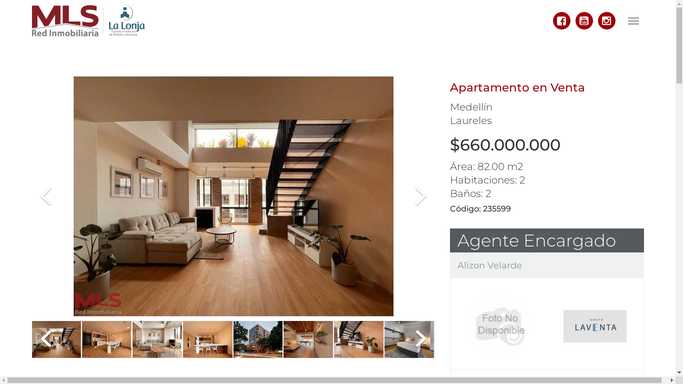 MLS
Red Inmobiliaria
La Lonja
Apartamento en Venta
Medellín
Laureles
$660.000.000
Área: 82.00 m2
Habitaciones: 2
Baños: 2
Código: 235599
Agente Encargado
Alizon Velarde
MLS
Red Inmobiliaria
Foto No
Disponible
LAVENTA